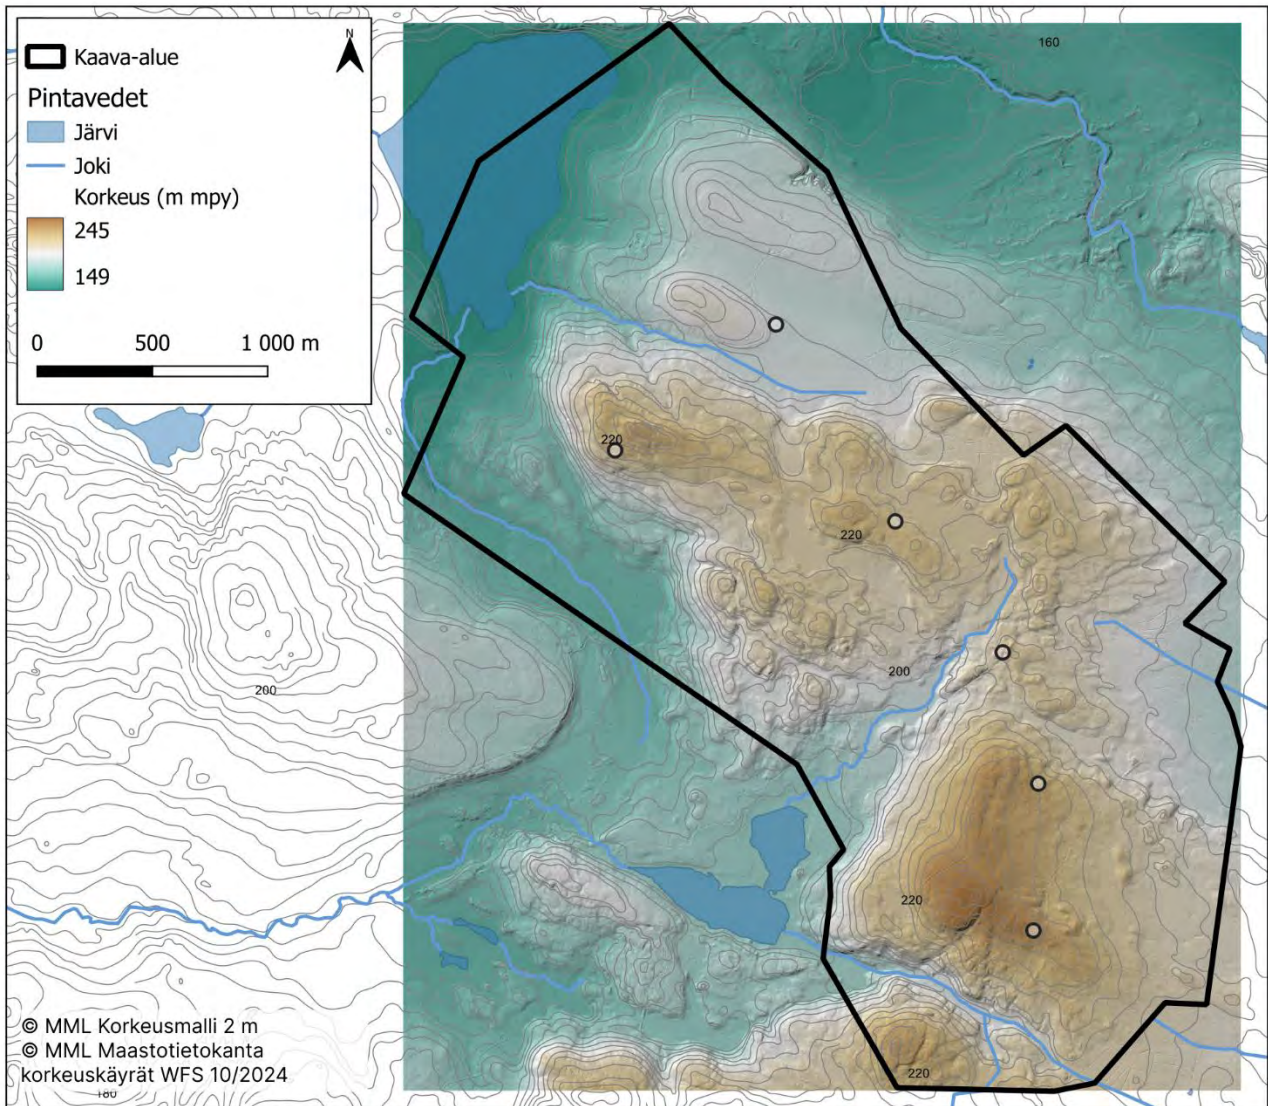 N
Kaava-alue
Pintavedet
Järvi
Joki
Korkeus (m mpy)
245
149
0 500 1 000 m
160
220
220
200
200
220
220
© MML Korkeusmalli 2 m
© MML Maastotietokanta
korkeuskäyrät WFS 10/2024
180